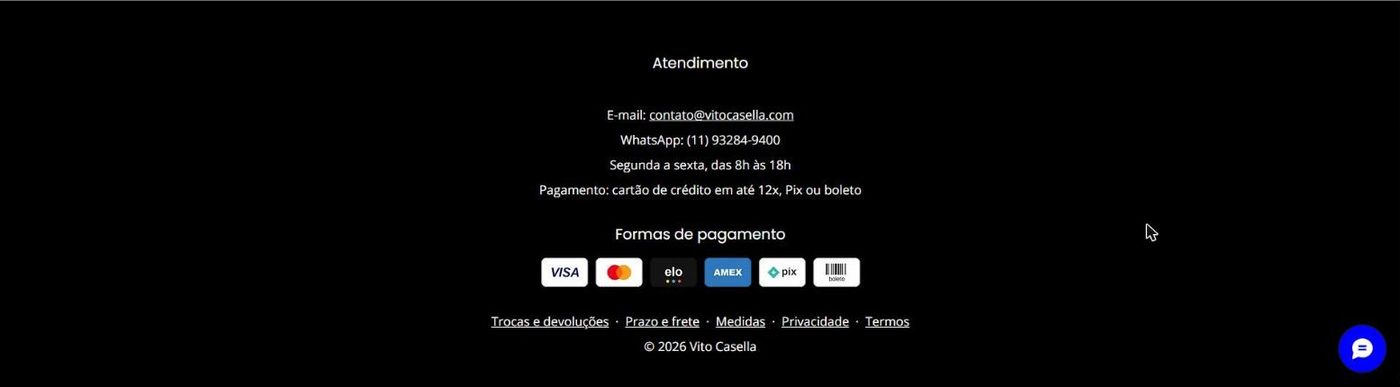 Atendimento
E-mail: contato@vitocasella.com
WhatsApp: (11) 93284-9400
Segunda a sexta, das 8h às 18h
Pagamento: cartão de crédito em até 12x, Pix ou boleto
Formas de pagamento
VISA elo AMEX pix boleto
Trocas e devoluções · Prazo e frete · Medidas · Privacidade · Termos
© 2026 Vito Casella